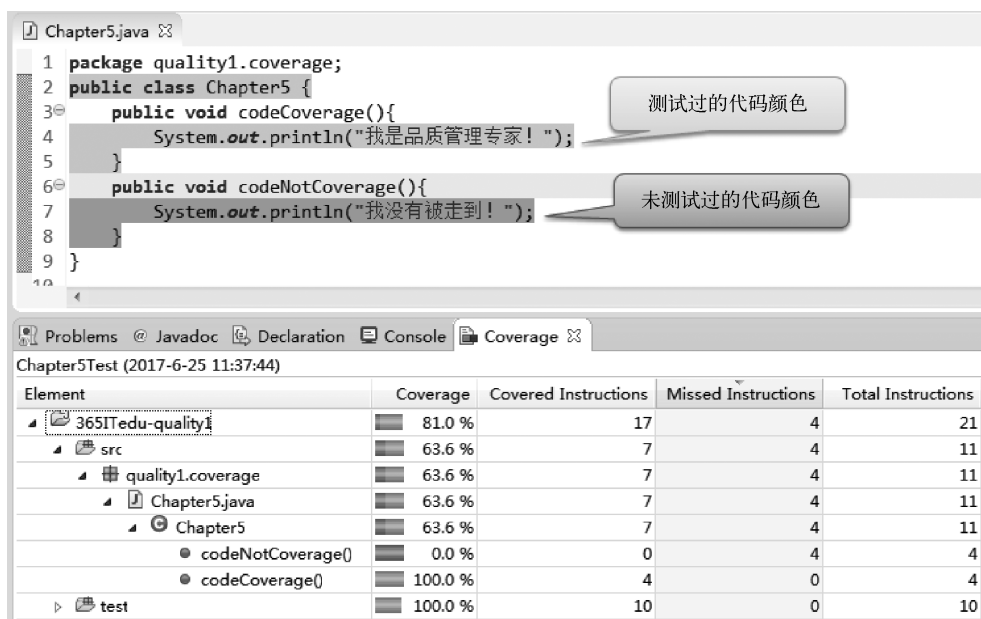 Chapter5.java
1 package quality1.coverage;
2 public class Chapter5 {
3 public void codeCoverage(){
4 System.out.println("我是品质管理专家！");
5 }
6 public void codeNotCoverage(){
7 System.out.println("我没有被走到！");
8 }
9 }
10
测试过的代码颜色
未测试过的代码颜色
Problems @ Javadoc Declaration Console Coverage
Chapter5Test (2017-6-25 11:37:44)
Element Coverage Covered Instructions Missed Instructions Total Instructions
365ITedu-quality1 81.0 % 17 4 21
src 63.6 % 7 4 11
quality1.coverage 63.6 % 7 4 11
Chapter5.java 63.6 % 7 4 11
Chapter5 63.6 % 7 4 11
codeNotCoverage() 0.0 % 0 4 4
codeCoverage() 100.0 % 4 0 4
test 100.0 % 10 0 10